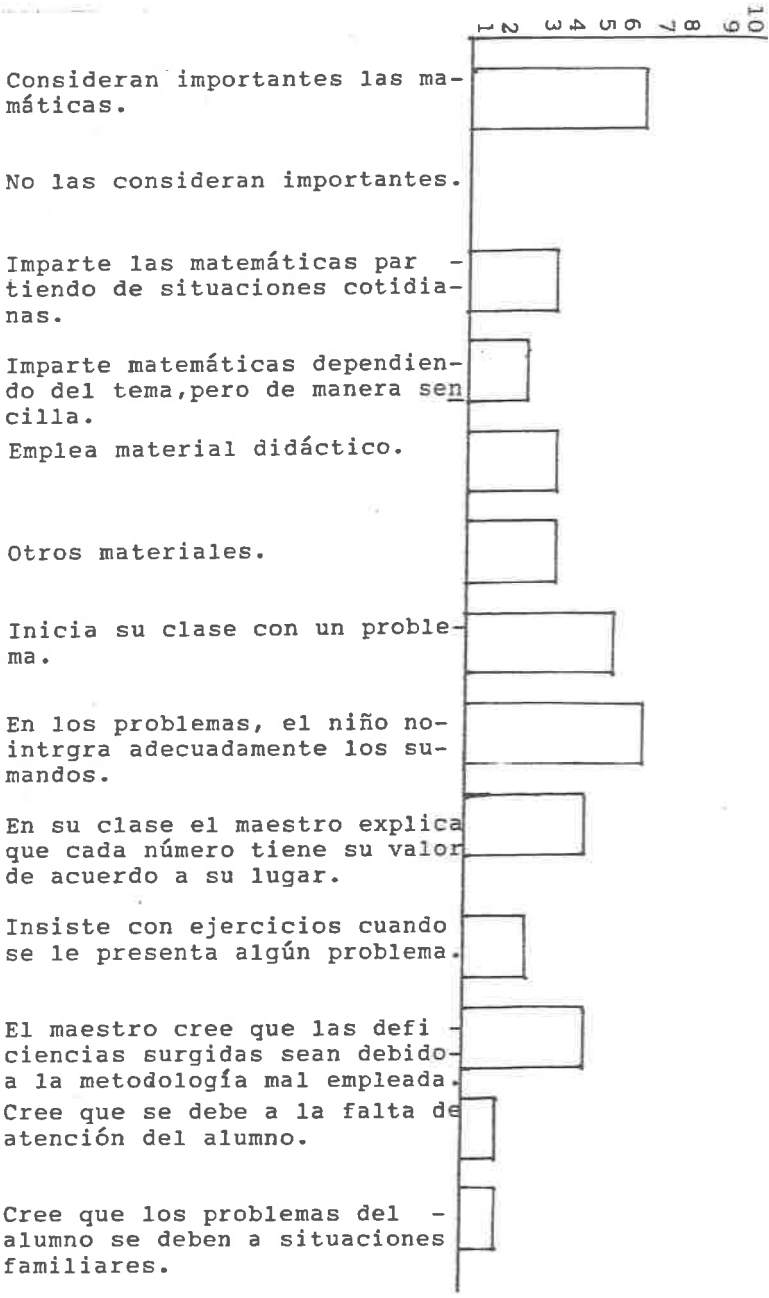 1 2 3 4 5 6 7 8 9 10
Consideran importantes las ma-
máticas.
No las consideran importantes.
Imparte las matemáticas par -
tiendo de situaciones cotidia-
nas.
Imparte matemáticas dependien-
do del tema,pero de manera sen
cilla.
Emplea material didáctico.
Otros materiales.
Inicia su clase con un proble-
ma.
En los problemas, el niño no-
intrgra adecuadamente los su-
mandos.
En su clase el maestro explica
que cada número tiene su valor
de acuerdo a su lugar.
Insiste con ejercicios cuando
se le presenta algún problema.
El maestro cree que las defi -
ciencias surgidas sean debido-
a la metodología mal empleada.
Cree que se debe a la falta de
atención del alumno.
Cree que los problemas del -
alumno se deben a situaciones
familiares.